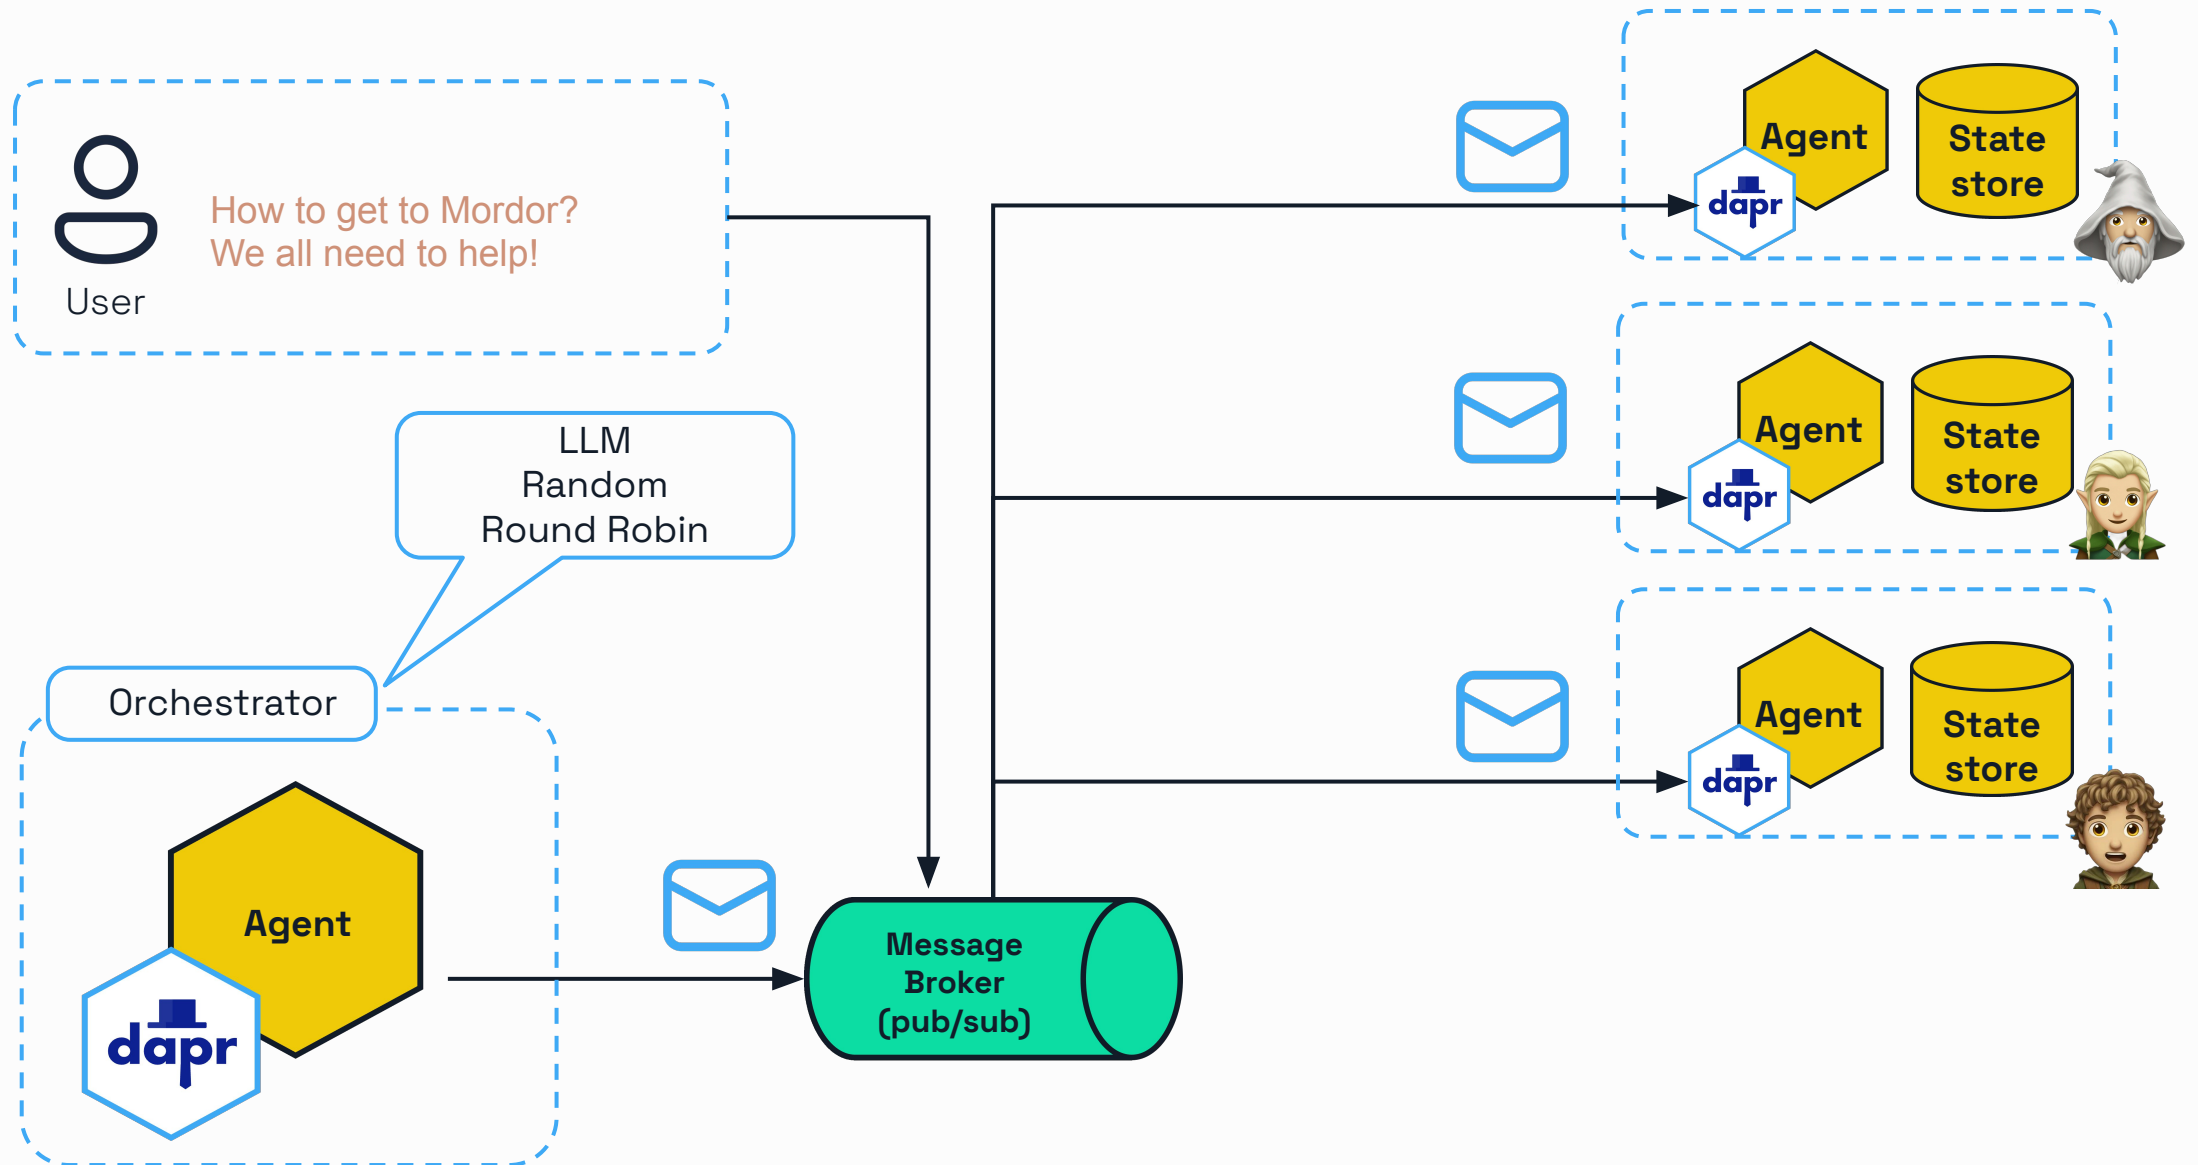 How to get to Mordor?
We all need to help!
User
LLM
Random
Round Robin
Orchestrator
Agent
dapr
Message
Broker
(pub/sub)
Agent
dapr
State
store
Agent
dapr
State
store
Agent
dapr
State
store